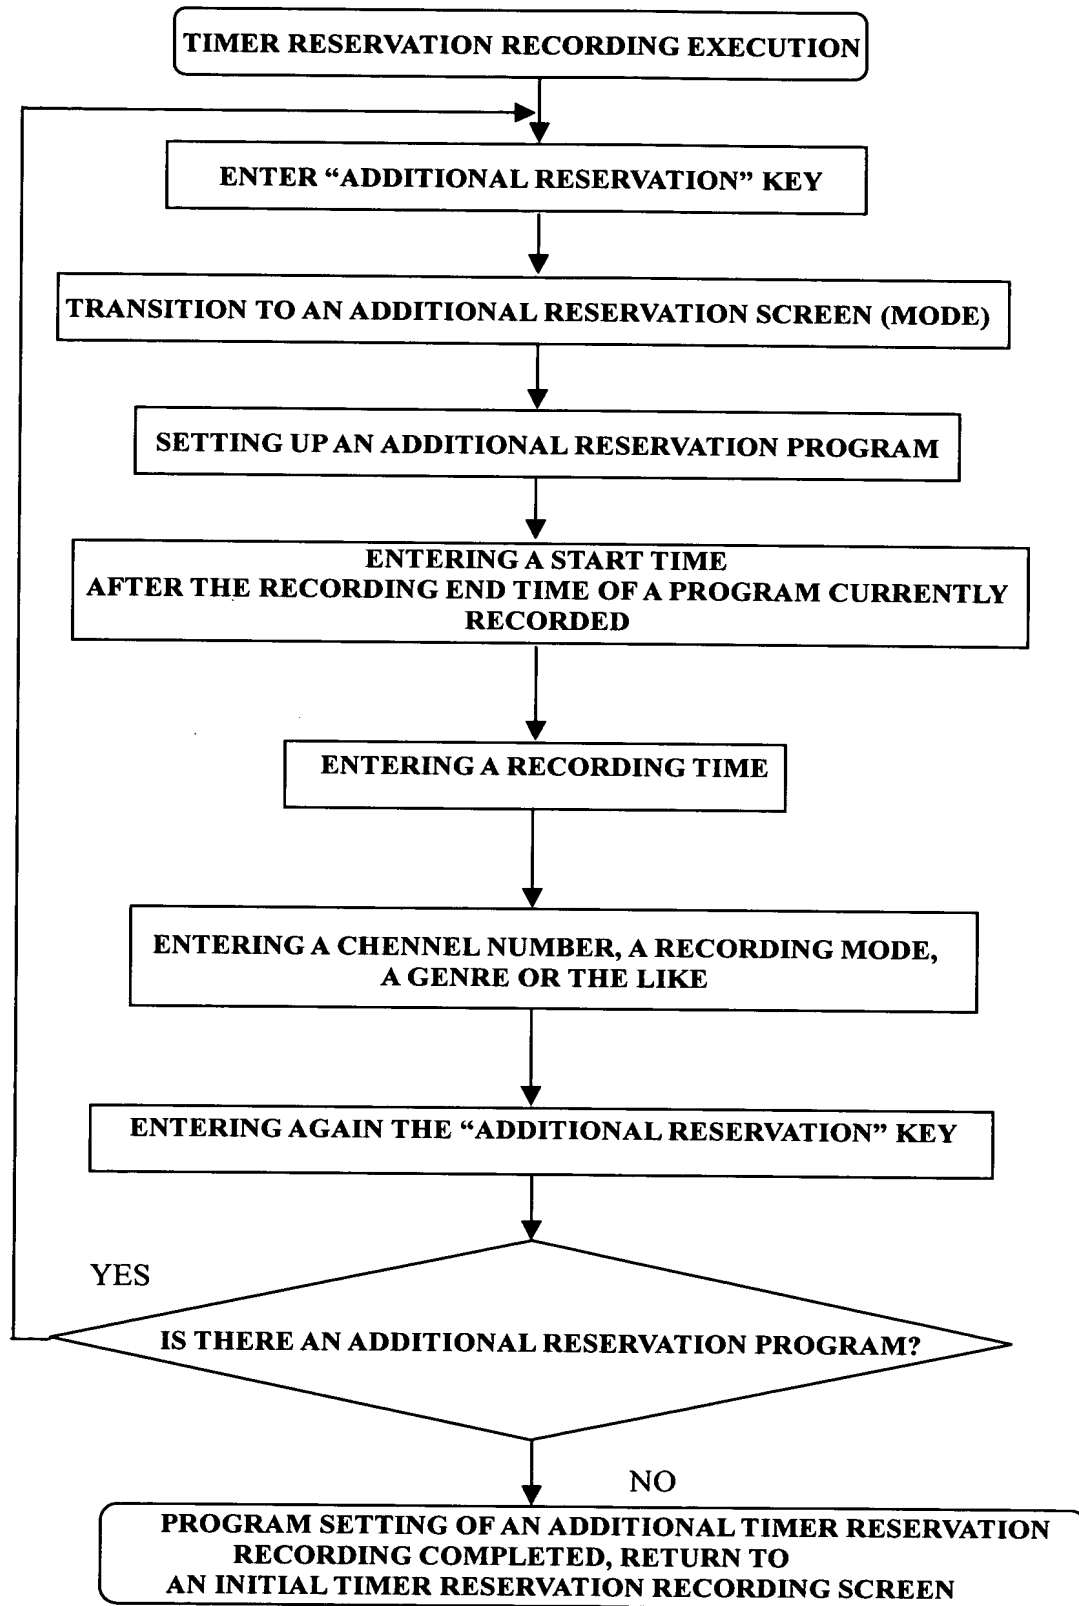 TIMER RESERVATION RECORDING EXECUTION
ENTER “ADDITIONAL RESERVATION” KEY
TRANSITION TO AN ADDITIONAL RESERVATION SCREEN (MODE)
SETTING UP AN ADDITIONAL RESERVATION PROGRAM
ENTERING A START TIME
AFTER THE RECORDING END TIME OF A PROGRAM CURRENTLY
RECORDED
ENTERING A RECORDING TIME
ENTERING A CHENNEL NUMBER, A RECORDING MODE,
A GENRE OR THE LIKE
ENTERING AGAIN THE “ADDITIONAL RESERVATION” KEY
YES
IS THERE AN ADDITIONAL RESERVATION PROGRAM?
NO
PROGRAM SETTING OF AN ADDITIONAL TIMER RESERVATION
RECORDING COMPLETED, RETURN TO
AN INITIAL TIMER RESERVATION RECORDING SCREEN